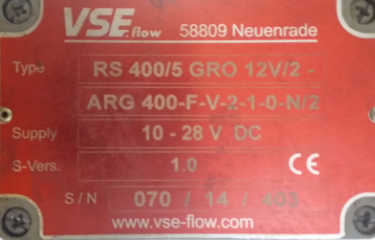 VSE.flow 58809 Neuenrade
Type RS 400/5 GRO 12V/2 -
ARG 400-F-V-2-1-0-N/2
Supply 10 - 28 V DC
S-Vers. 1.0 CE
S/N 070 / 14 / 403
www.vse-flow.com